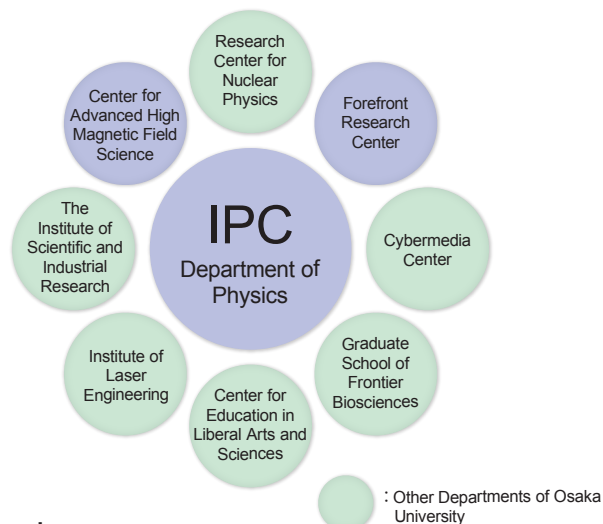 Research
Center for
Nuclear
Physics
Center for
Advanced High
Magnetic Field
Science
Forefront
Research
Center
The
Institute of
Scientific and
Industrial
Research
IPC
Department of
Physics
Cybermedia
Center
Institute of
Laser
Engineering
Graduate
School of
Frontier
Biosciences
Center for
Education in
Liberal Arts and
Sciences
: Other Departments of Osaka
University